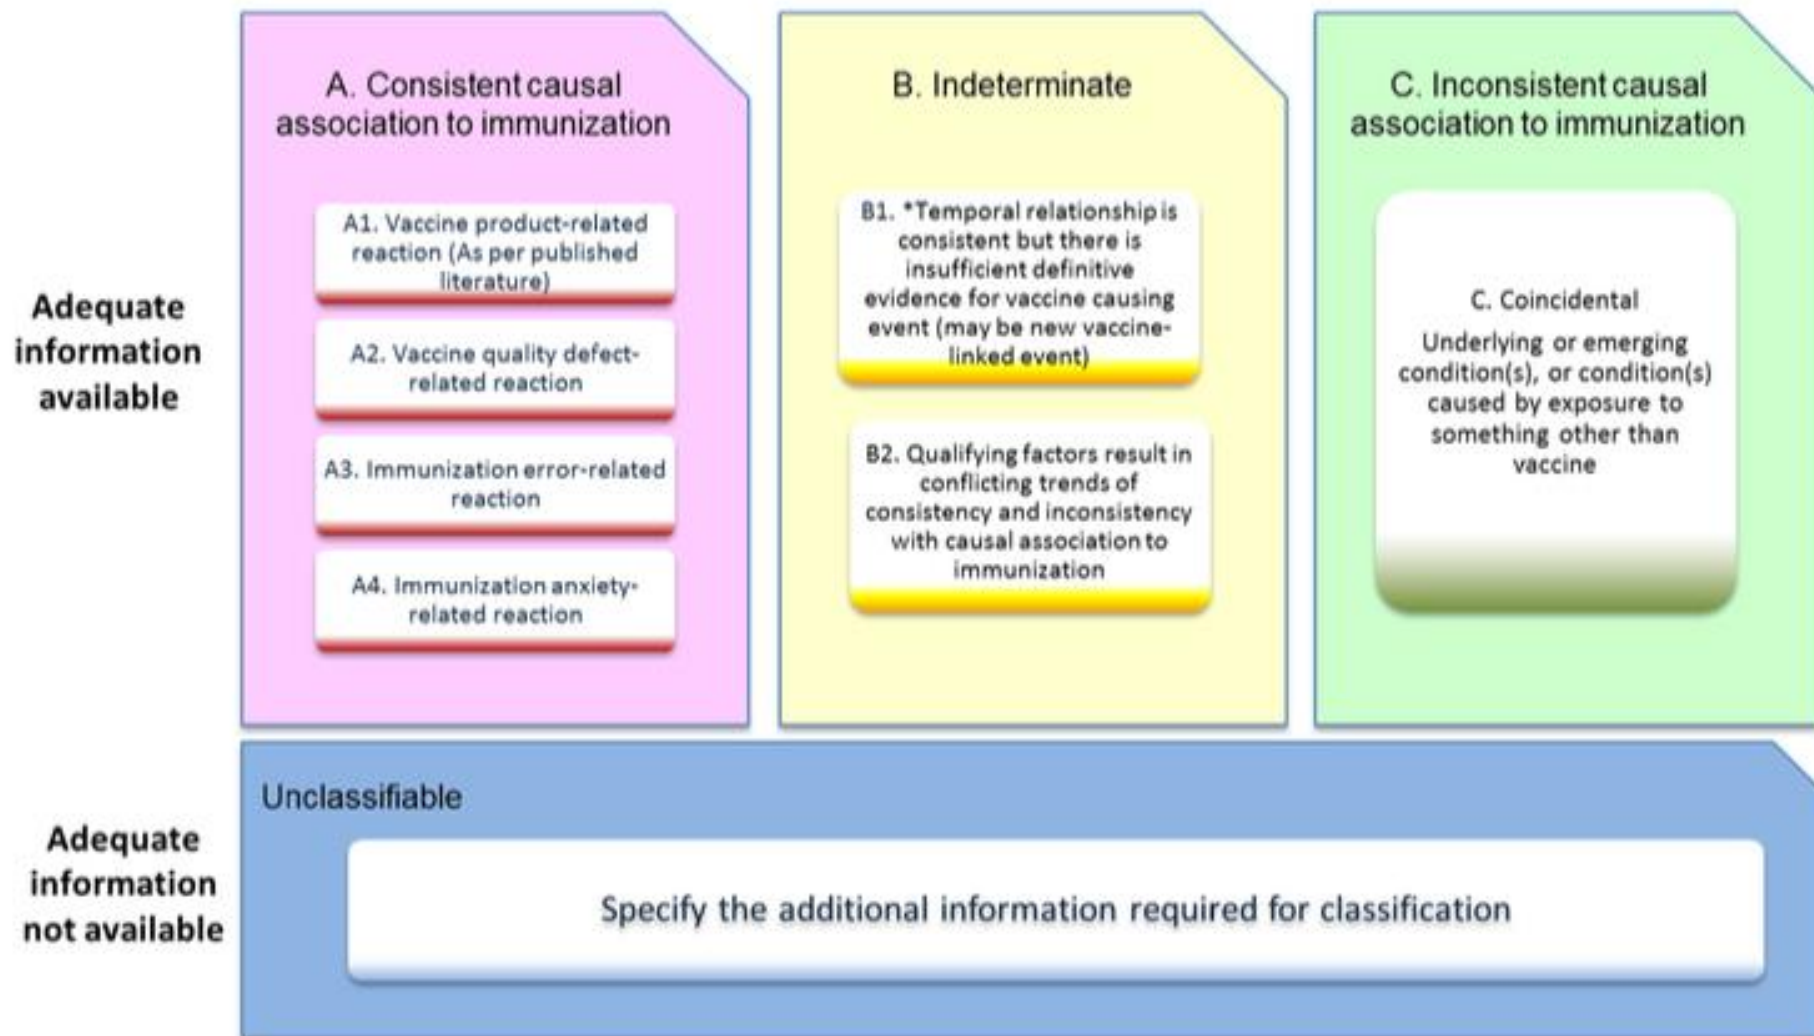 Adequate
information
available
A. Consistent causal
association to immunization
A1. Vaccine product-related
reaction (As per published
literature)
A2. Vaccine quality defect-
related reaction
A3. Immunization error-related
reaction
A4. Immunization anxiety-
related reaction
B. Indeterminate
B1. *Temporal relationship is
consistent but there is
insufficient definitive
evidence for vaccine causing
event (may be new vaccine-
linked event)
B2. Qualifying factors result in
conflicting trends of
consistency and inconsistency
with causal association to
immunization
C. Inconsistent causal
association to immunization
C. Coincidental
Underlying or emerging
condition(s), or condition(s)
caused by exposure to
something other than
vaccine
Adequate
information
not available
Unclassifiable
Specify the additional information required for classification